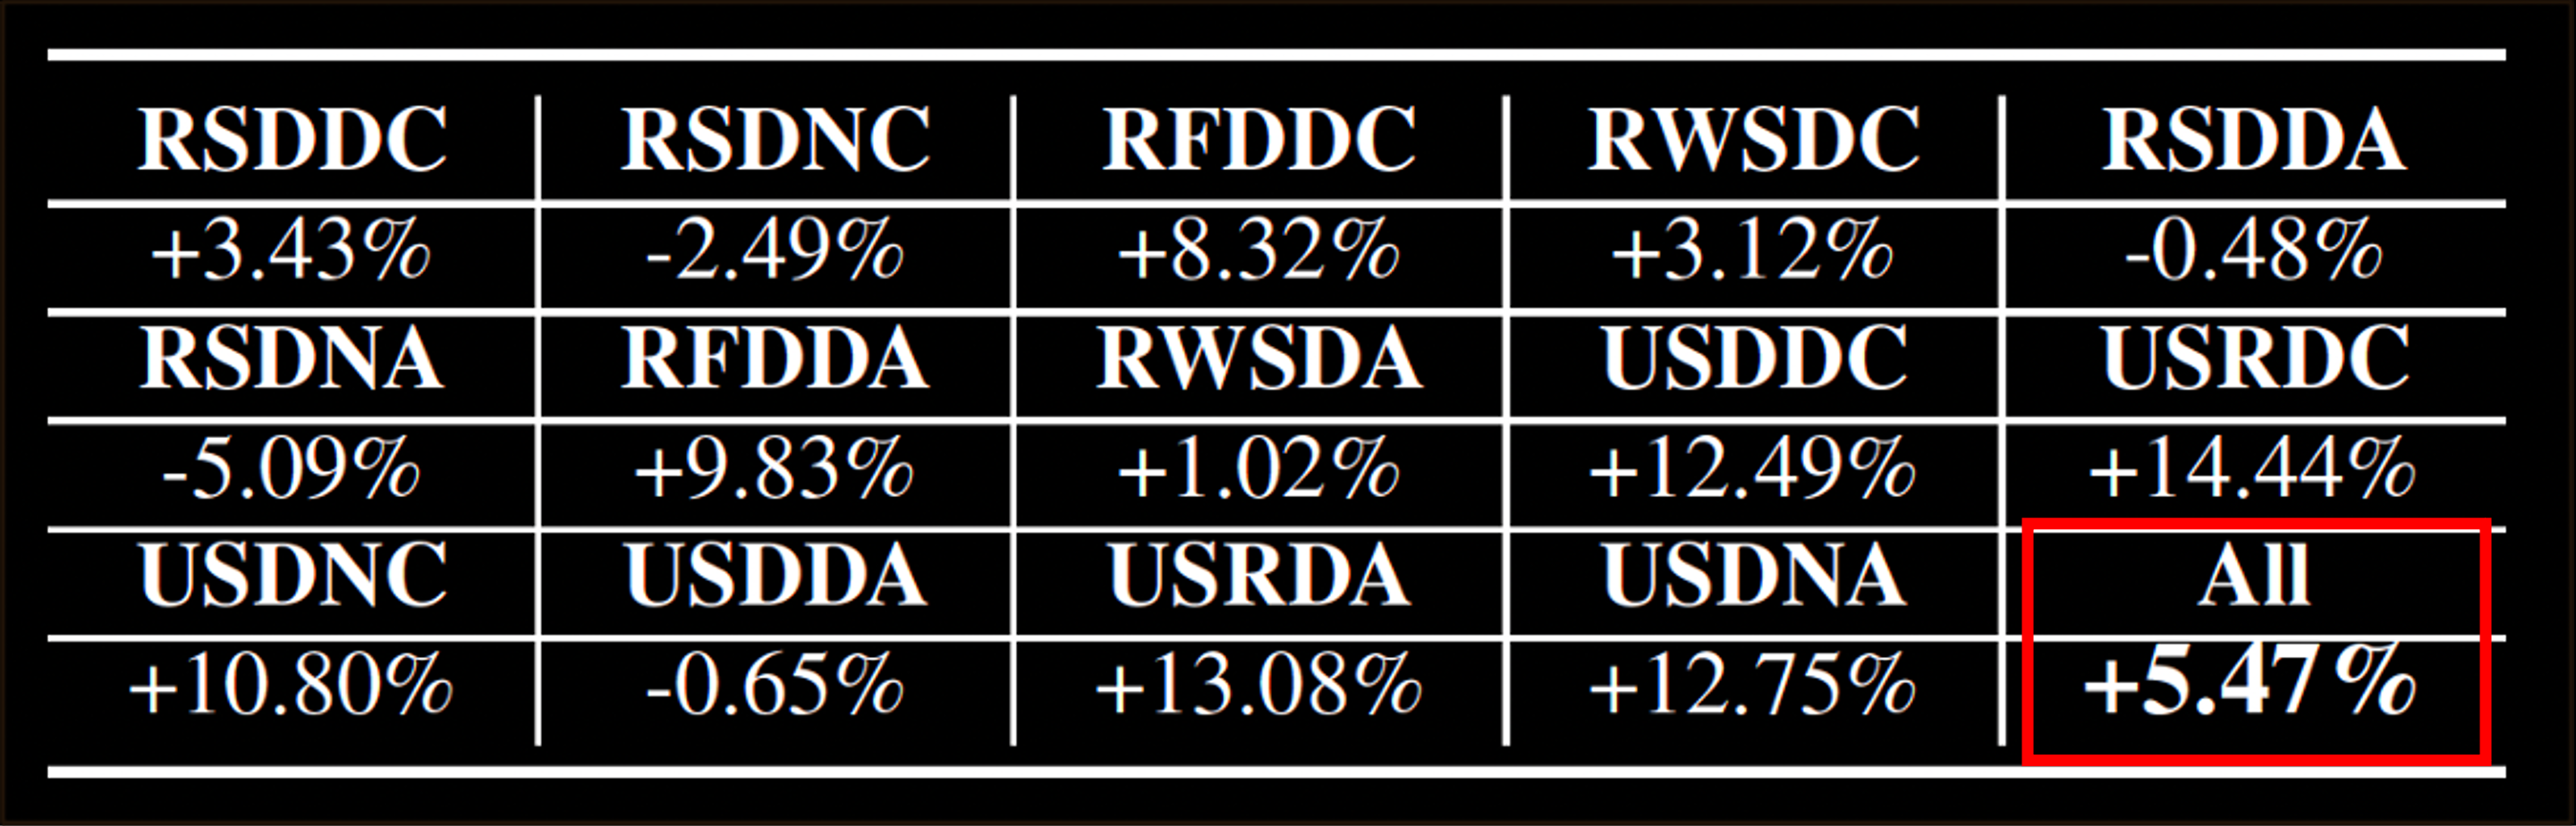 RSDDC RSDNC RFDDC RWSDC RSDDA
+3.43% -2.49% +8.32% +3.12% -0.48%
RSDNA RFDDA RWSDA USDDC USRDC
-5.09% +9.83% +1.02% +12.49% +14.44%
USDNC USDDA USRDA USDNA All
+10.80% -0.65% +13.08% +12.75% +5.47%